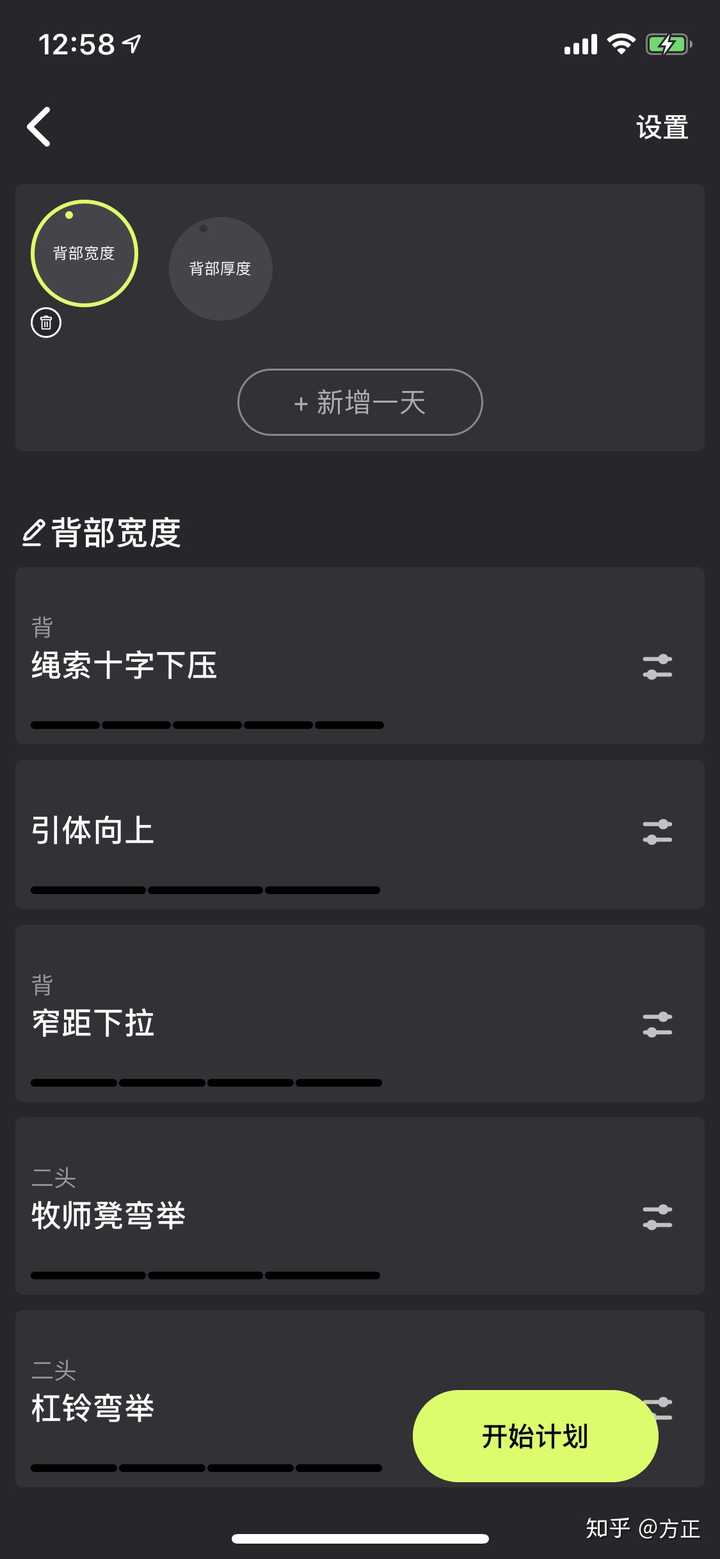 12:58
设置
背部宽度
背部厚度
+ 新增一天
背部宽度
背
绳索十字下压
引体向上
背
窄距下拉
二头
牧师凳弯举
二头
杠铃弯举
开始计划
知乎 @方正